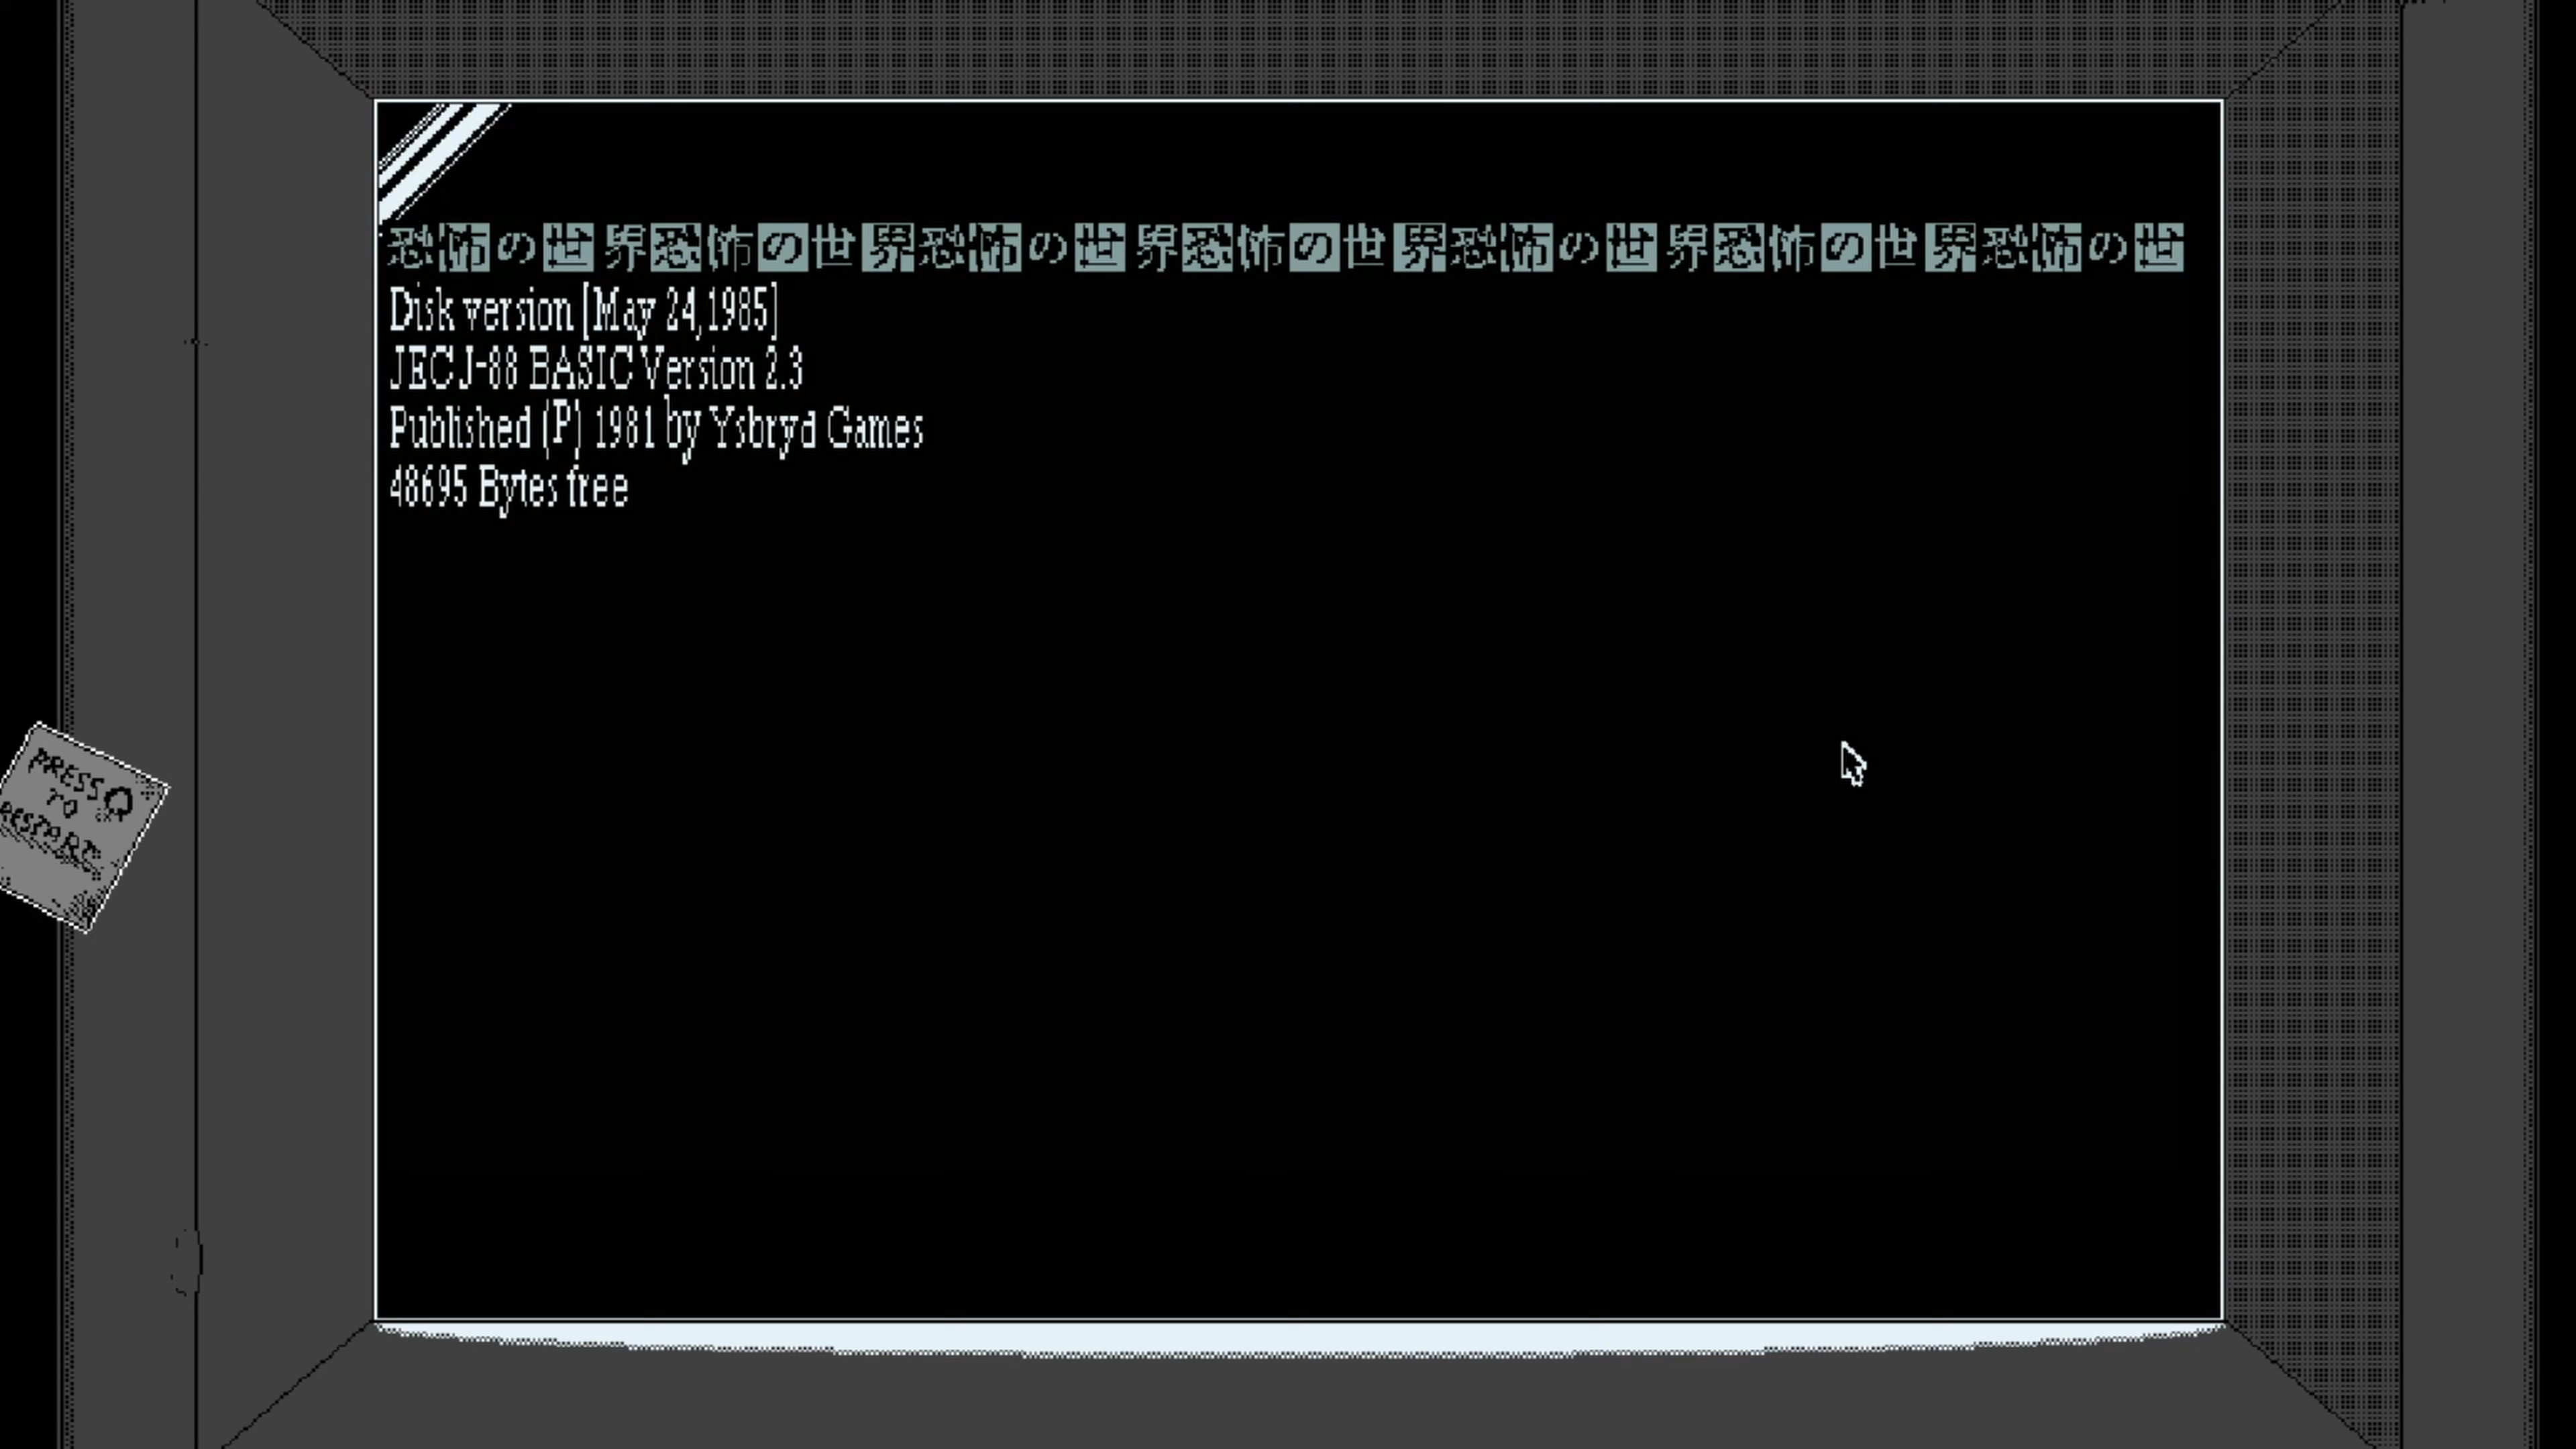 恐怖の世界恐怖の世界恐怖の世界恐怖の世界恐怖の世界恐怖の世界恐怖の世
Disk version [May 24,1985]
JECJ-88 BASIC Version 2.3
Published (P) 1981 by Ysbryd Games
48695 Bytes free
PRESS Q
TO
RESTART